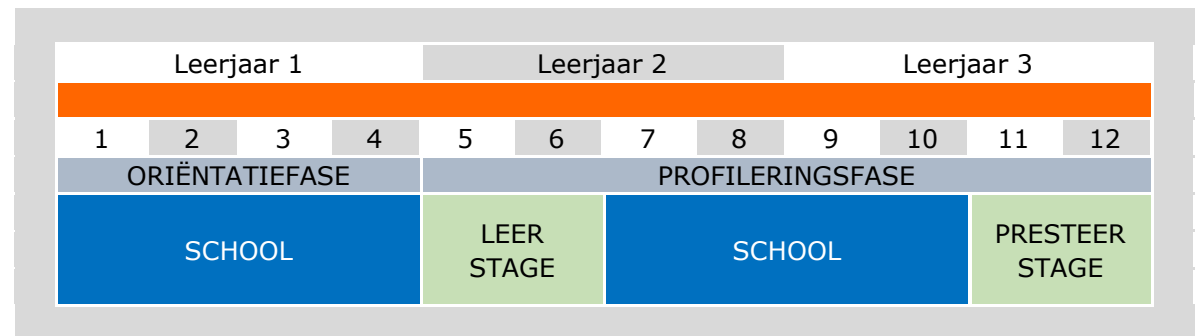 Leerjaar 1 Leerjaar 2 Leerjaar 3
1 2 3 4 5 6 7 8 9 10 11 12
ORIËNTATIEFASE PROFILERINGSFASE
SCHOOL
LEER
STAGE
SCHOOL
PRESTEER
STAGE